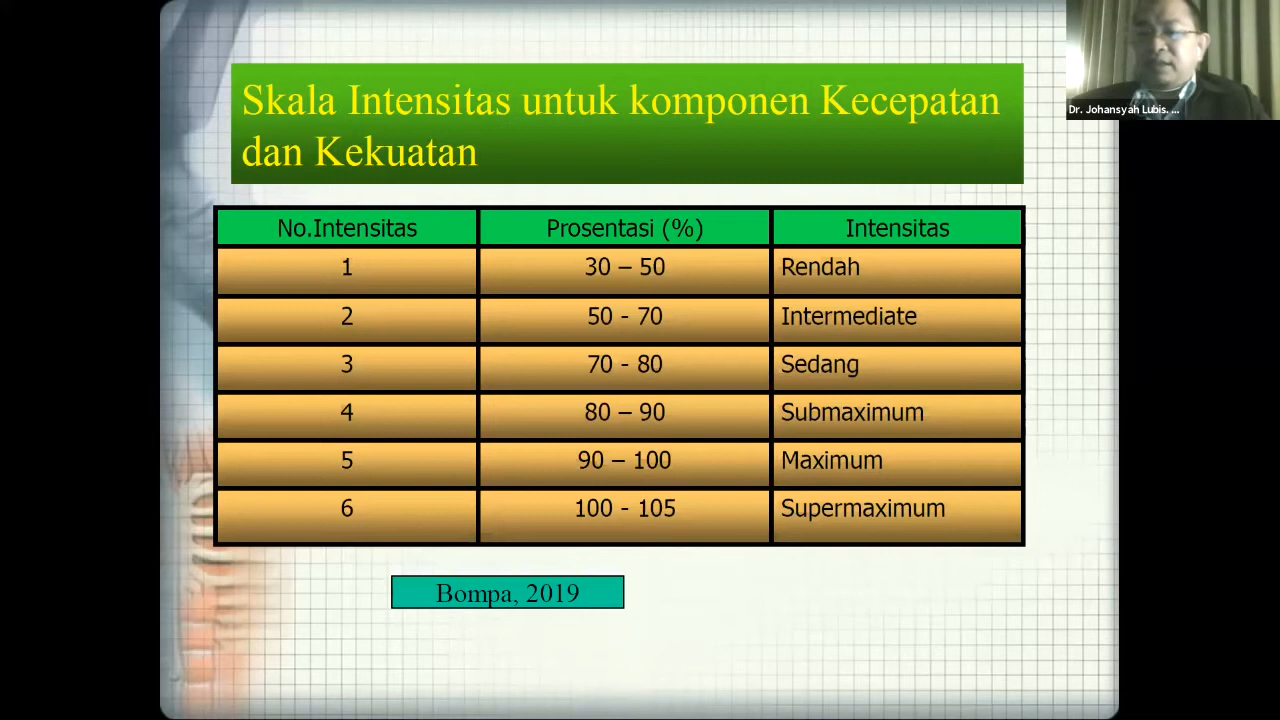 Skala Intensitas untuk komponen Kecepatan
dan Kekuatan
No.Intensitas Prosentasi (%) Intensitas
1 30 – 50 Rendah
2 50 - 70 Intermediate
3 70 - 80 Sedang
4 80 – 90 Submaximum
5 90 – 100 Maximum
6 100 - 105 Supermaximum
Bompa, 2019
Dr. Johansyah Lubis. ...